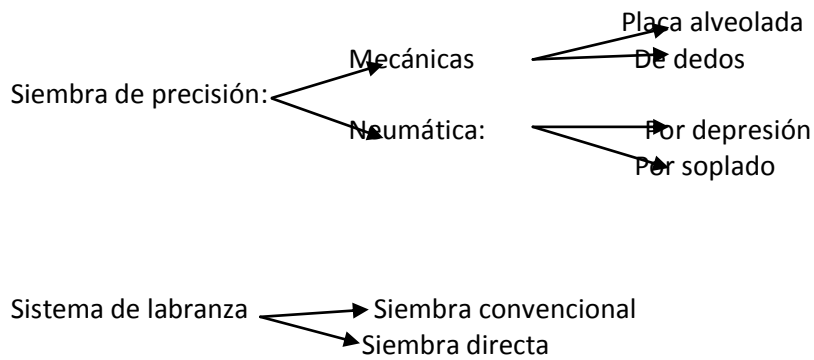 Placa alveolada
Mecánicas De dedos
Siembra de precisión:
Neumática: Por depresión
Por soplado
Sistema de labranza Siembra convencional
Siembra directa